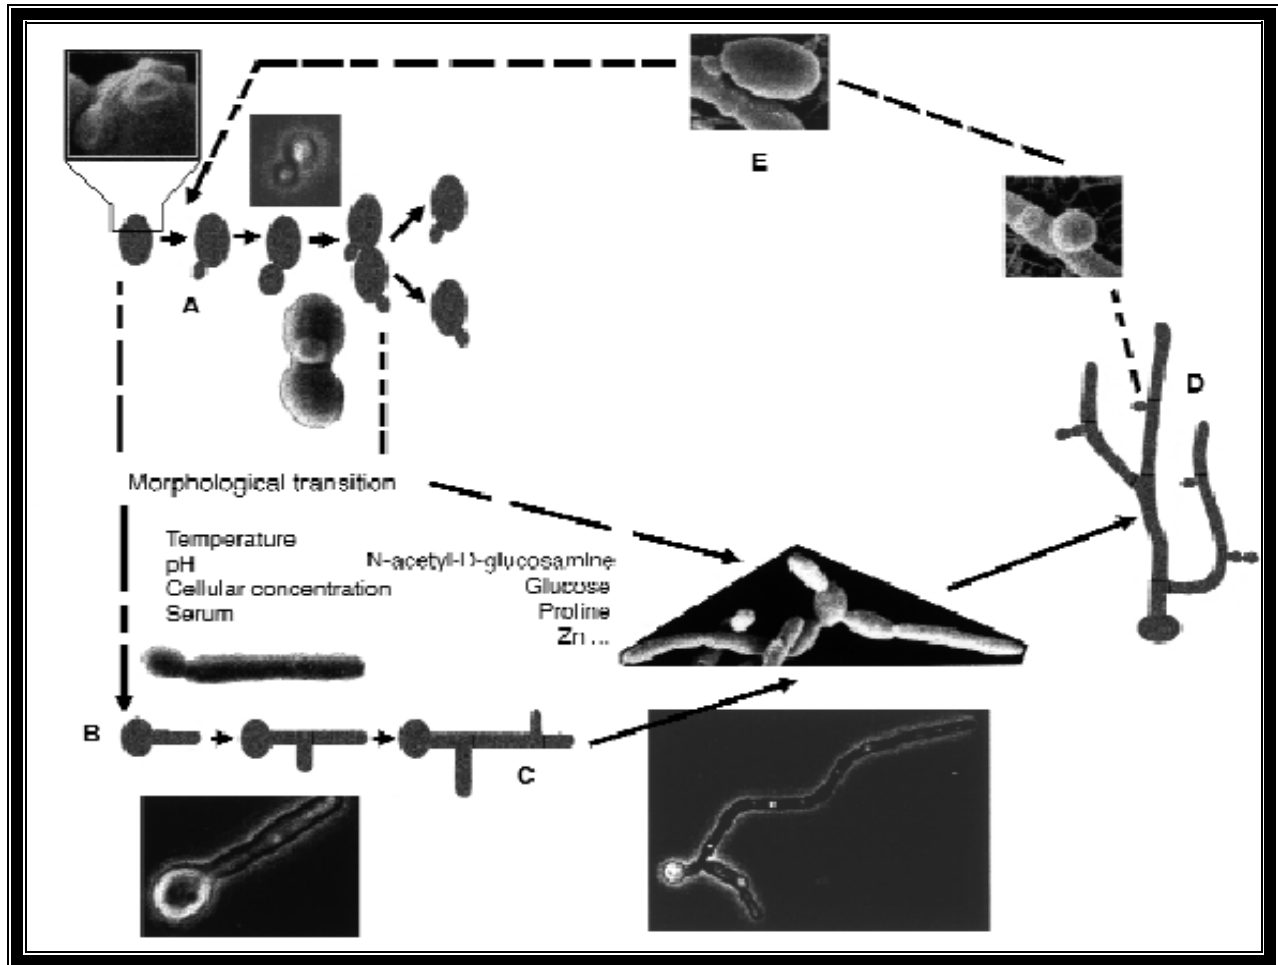 E
A
D
Morphological transition
Temperature
pH
Cellular concentration
Serum
N-acetyl-D-glucosamine
Glucose
Proline
Zn ...
B
C